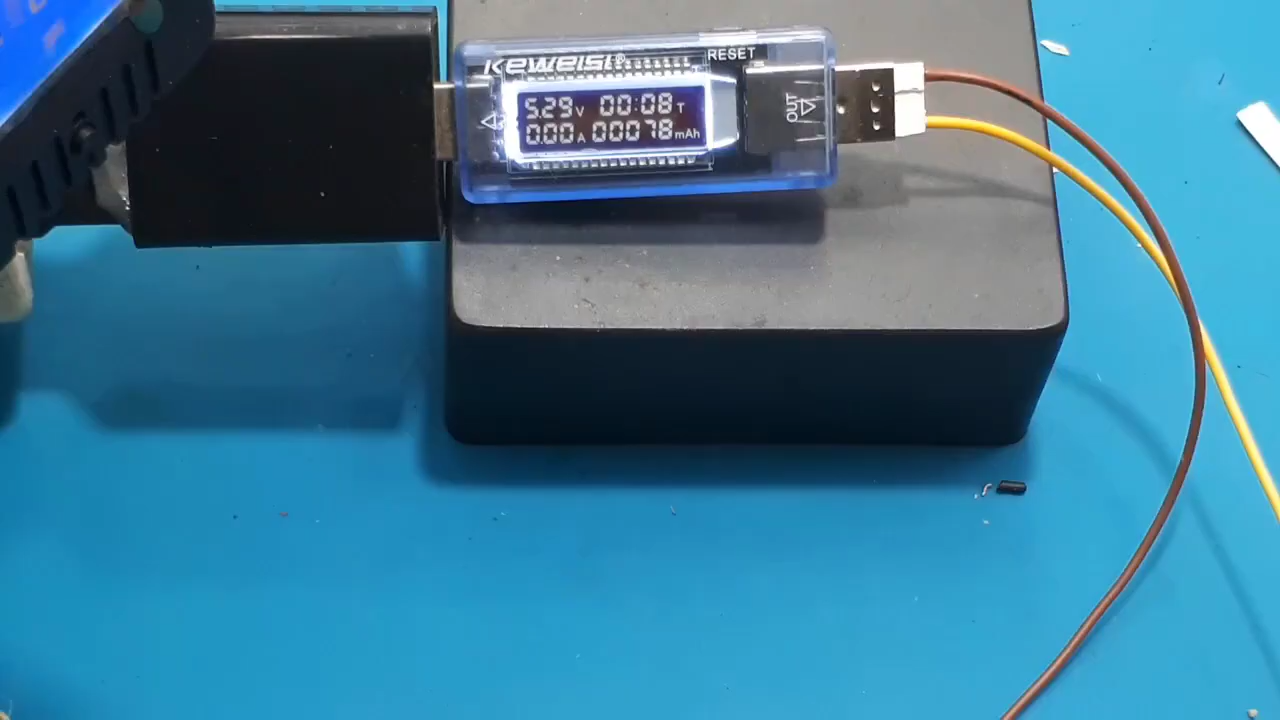 KEWEISI®
RESET
5.29V 00:08T
0.00A 00078mAh
OUT